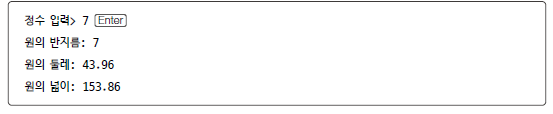 정수 입력> 7 Enter
원의 반지름: 7
원의 둘레: 43.96
원의 넓이: 153.86